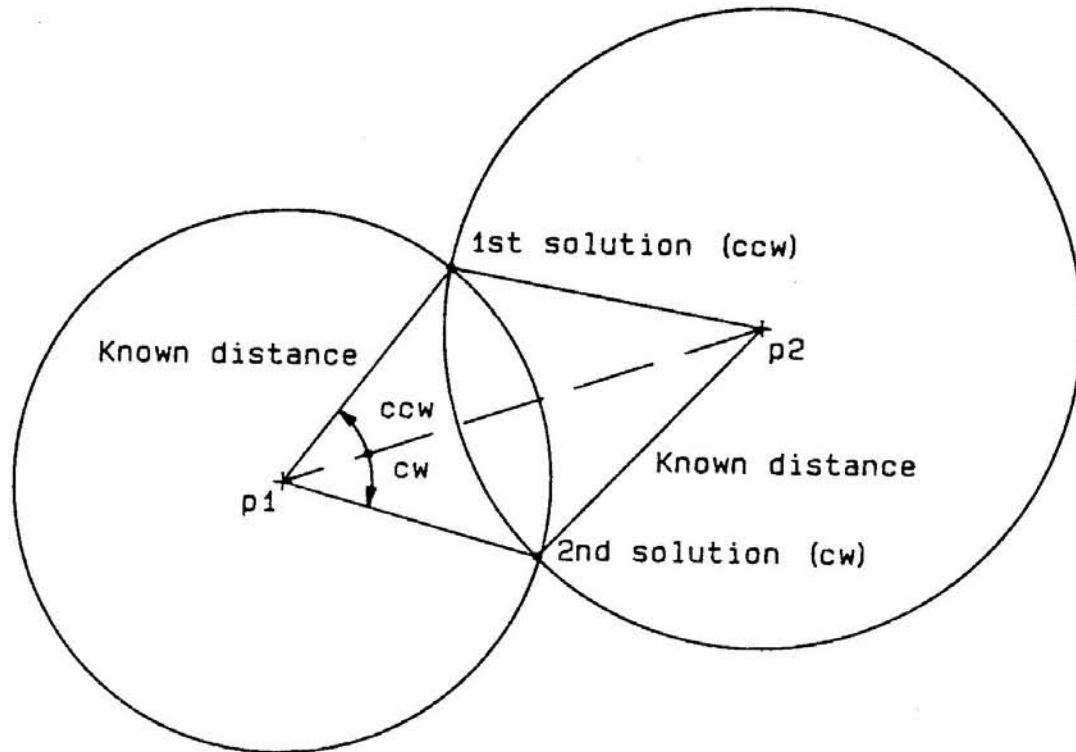 1st solution (ccw)
Known distance
p2
ccw
cw
Known distance
p1
2nd solution (cw)